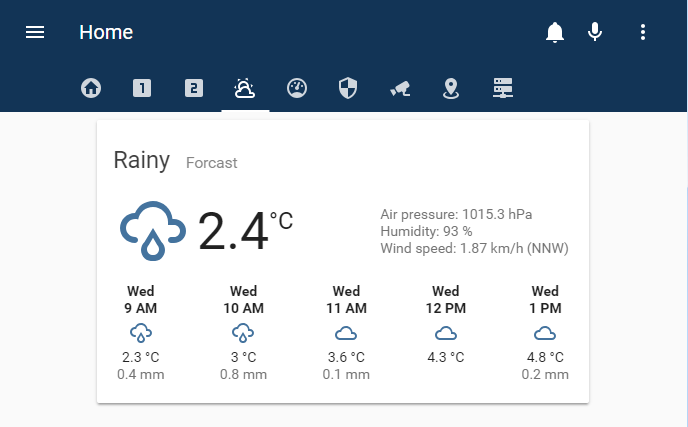 Home
1
2
Rainy Forcast
2.4 °C
Air pressure: 1015.3 hPa
Humidity: 93 %
Wind speed: 1.87 km/h (NNW)
Wed Wed Wed Wed Wed
9 AM 10 AM 11 AM 12 PM 1 PM
2.3 °C 3 °C 3.6 °C 4.3 °C 4.8 °C
0.4 mm 0.8 mm 0.1 mm 0.2 mm